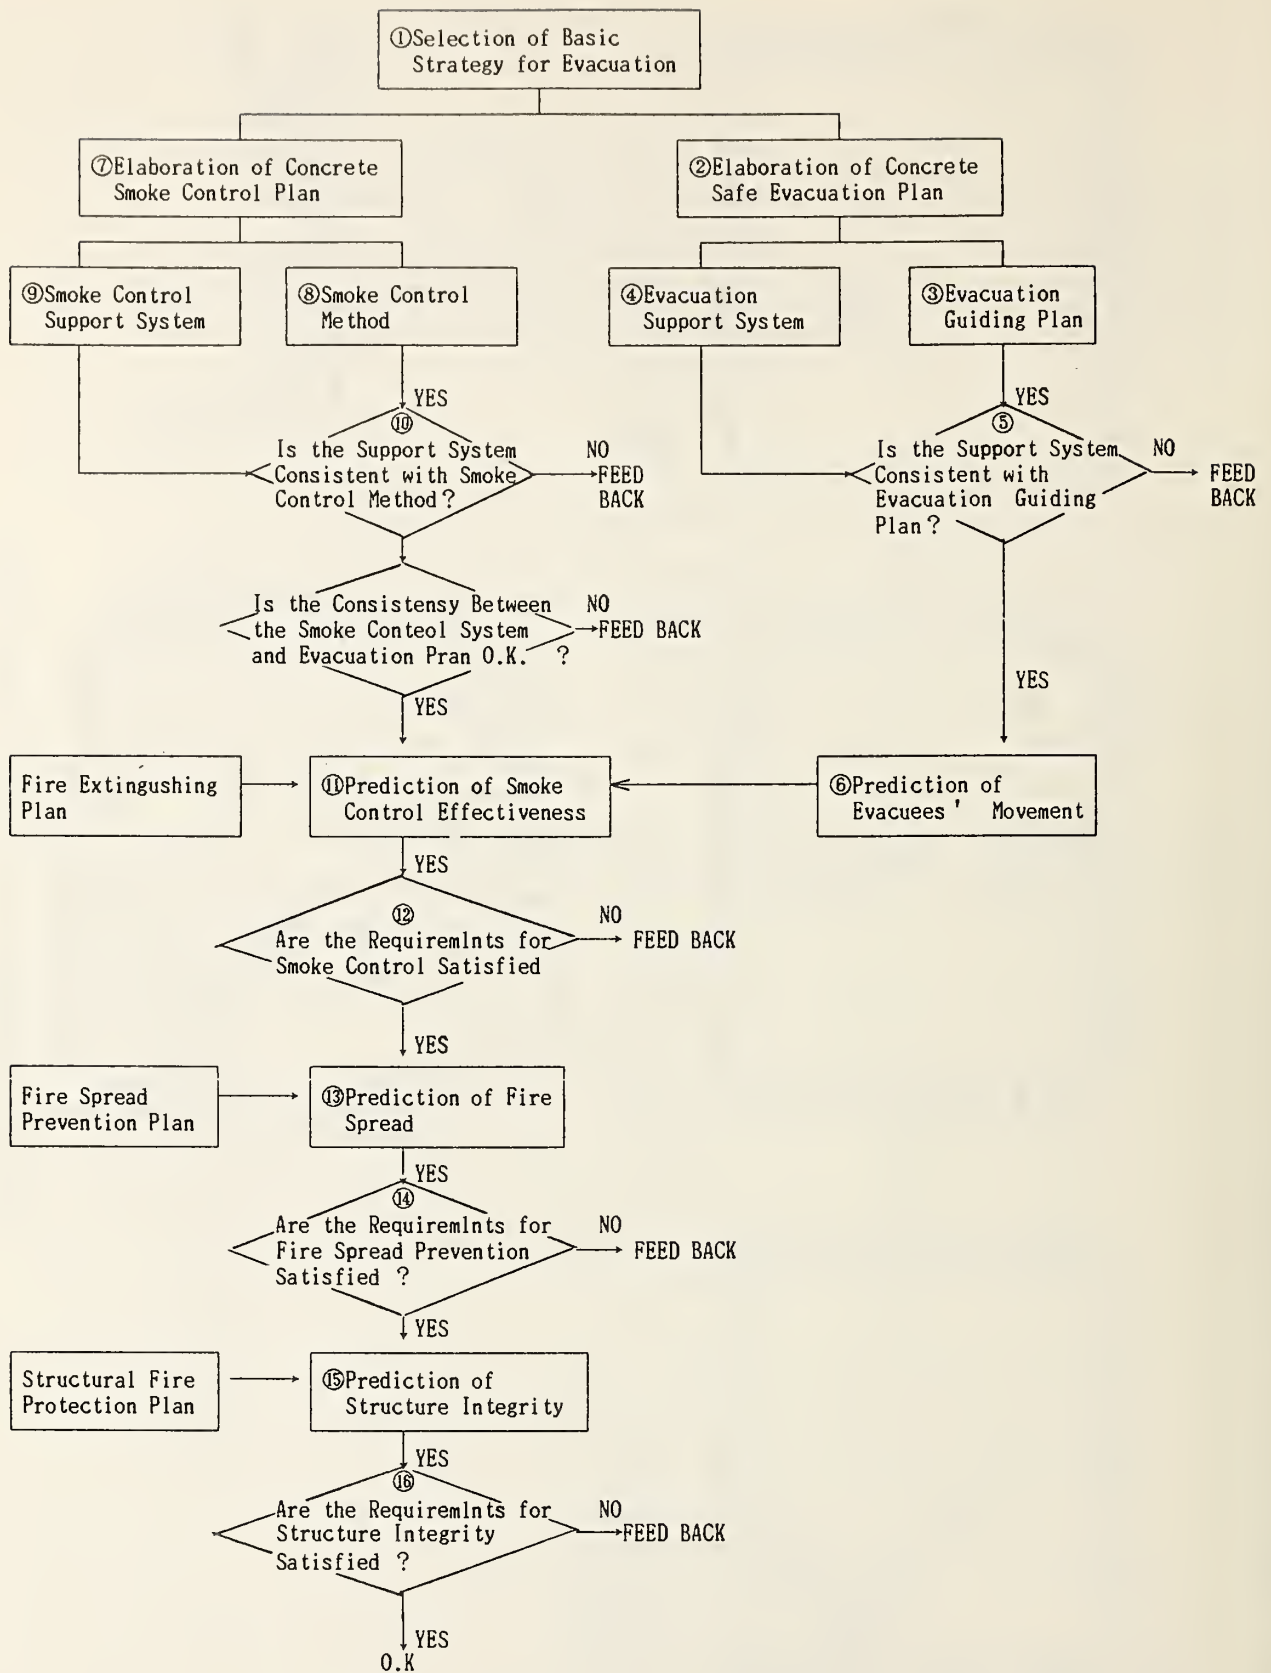 ①Selection of Basic
Strategy for Evacuation
⑦Elaboration of Concrete
Smoke Control Plan
②Elaboration of Concrete
Safe Evacuation Plan
⑨Smoke Control
Support System
⑧Smoke Control
Method
④Evacuation
Support System
③Evacuation
Guiding Plan
YES
⑩
Is the Support System
Consistent with Smoke
Control Method?
NO
FEED
BACK
YES
⑤
Is the Support System
Consistent with
Evacuation Guiding
Plan?
NO
FEED
BACK
Is the Consistensy Between
the Smoke Conteol System
and Evacuation Pran O.K. ?
NO
FEED BACK
YES
YES
Fire Extingushing
Plan
⑪Prediction of Smoke
Control Effectiveness
⑥Prediction of
Evacuees' Movement
YES
⑫
Are the Requiremlnts for
Smoke Control Satisfied
NO
FEED BACK
YES
Fire Spread
Prevention Plan
⑬Prediction of Fire
Spread
YES
⑭
Are the Requiremlnts for
Fire Spread Prevention
Satisfied ?
NO
FEED BACK
YES
Structural Fire
Protection Plan
⑮Prediction of
Structure Integrity
YES
⑯
Are the Requiremlnts for
Structure Integrity
Satisfied ?
NO
FEED BACK
YES
O.K